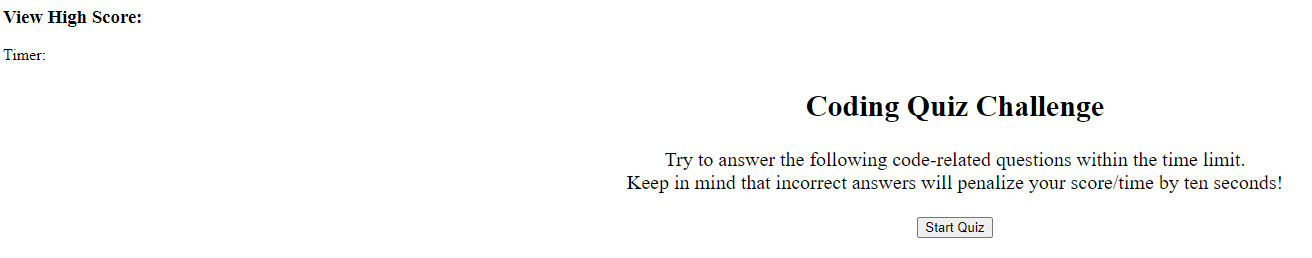 View High Score:
Timer:
Coding Quiz Challenge
Try to answer the following code-related questions within the time limit.
Keep in mind that incorrect answers will penalize your score/time by ten seconds!
Start Quiz